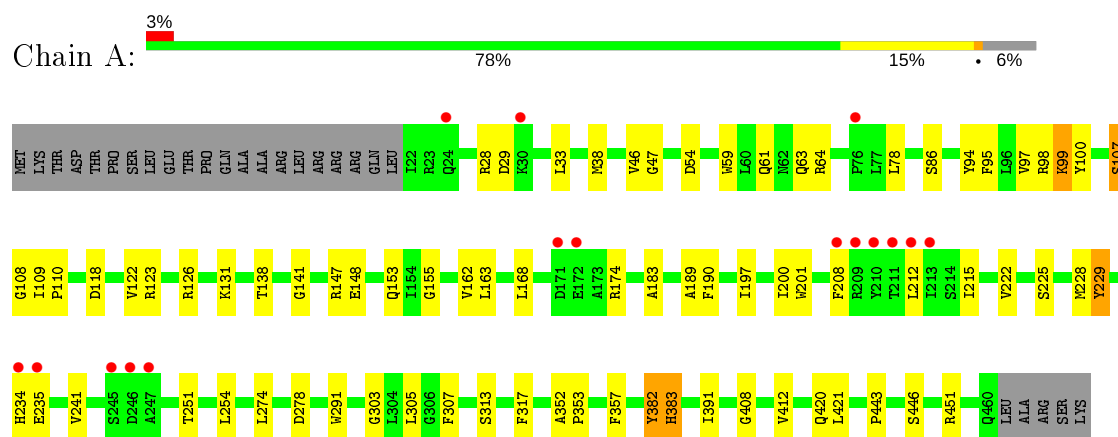 3%
Chain A:
78% 15% • 6%
MET LYS THR ASP THR PRO SER LEU GLU THR PRO GLN ALA ALA ARG LEU ARG ARG ARG GLN LEU I22 R23 Q24 R28 D29 K30 L33 M38 V46 G47 D54 W59 L60 Q61 N62 Q63 R64 P76 L77 L78 S86 Y94 F95 L96 V97 R98 K99 Y100 S107
G108 I109 P110 D118 V122 R123 R126 K131 T138 G141 R147 E148 Q153 I154 G155 V162 L163 L168 D171 E172 A173 R174 A183 A189 F190 I197 I200 W201 F208 R209 Y210 T211 L212 I213 S214 I215 V222 S225 M228 Y229
H234 E235 V241 S245 D246 A247 T251 L254 L274 D278 W291 G303 L304 L305 G306 F307 S313 F317 A352 P353 F357 Y382 H383 I391 G408 V412 Q420 L421 P443 S446 R451 Q460 LEU ALA ARG SER LYS